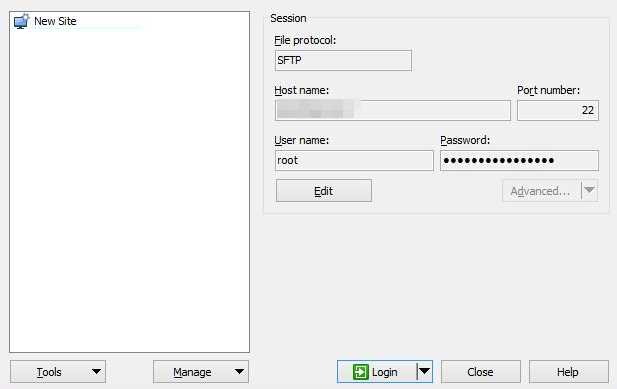 New Site
Session
File protocol:
SFTP
Host name:
Port number:
22
User name:
Password:
root
●●●●●●●●●●●●●●●●
Edit
Advanced...
Tools
Manage
Login
Close
Help